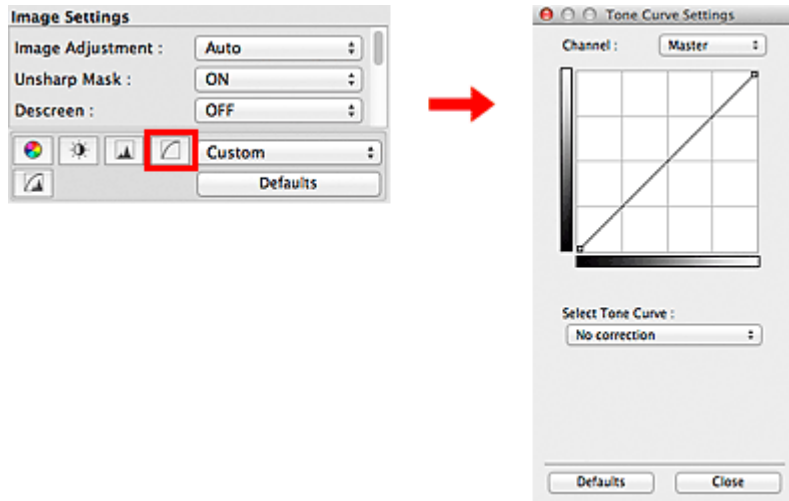 Image Settings
Image Adjustment : Auto
Unsharp Mask : ON
Descreen : OFF
Custom
Defaults
Tone Curve Settings
Channel : Master
Select Tone Curve :
No correction
Defaults Close